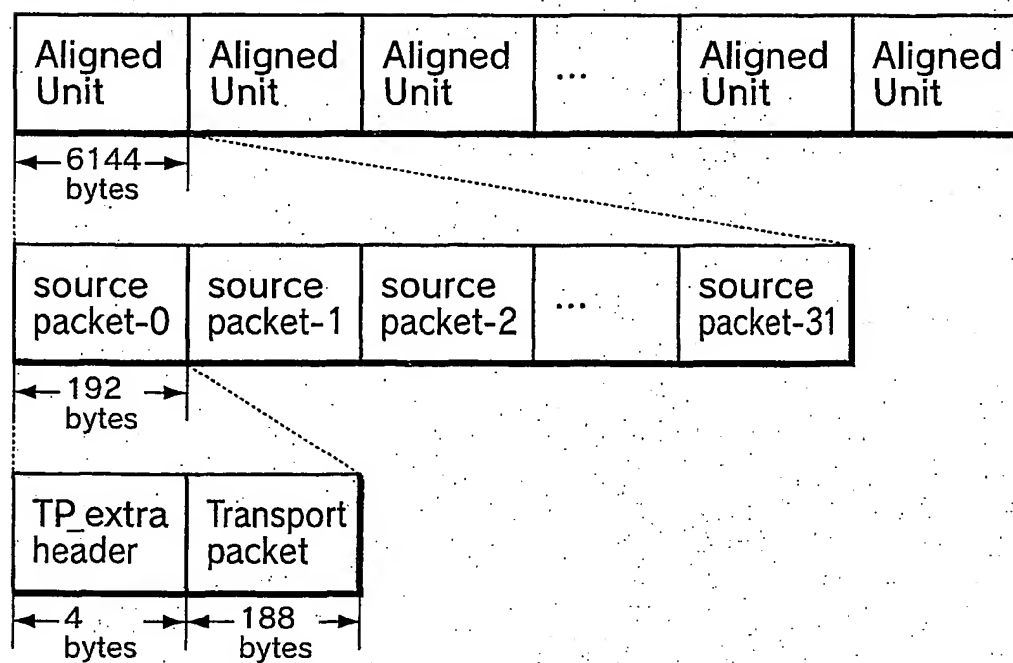 Aligned Unit
Aligned Unit
Aligned Unit
...
Aligned Unit
Aligned Unit
6144 bytes
source packet-0
source packet-1
source packet-2
...
source packet-31
192 bytes
TP_extra header
Transport packet
4 bytes
188 bytes